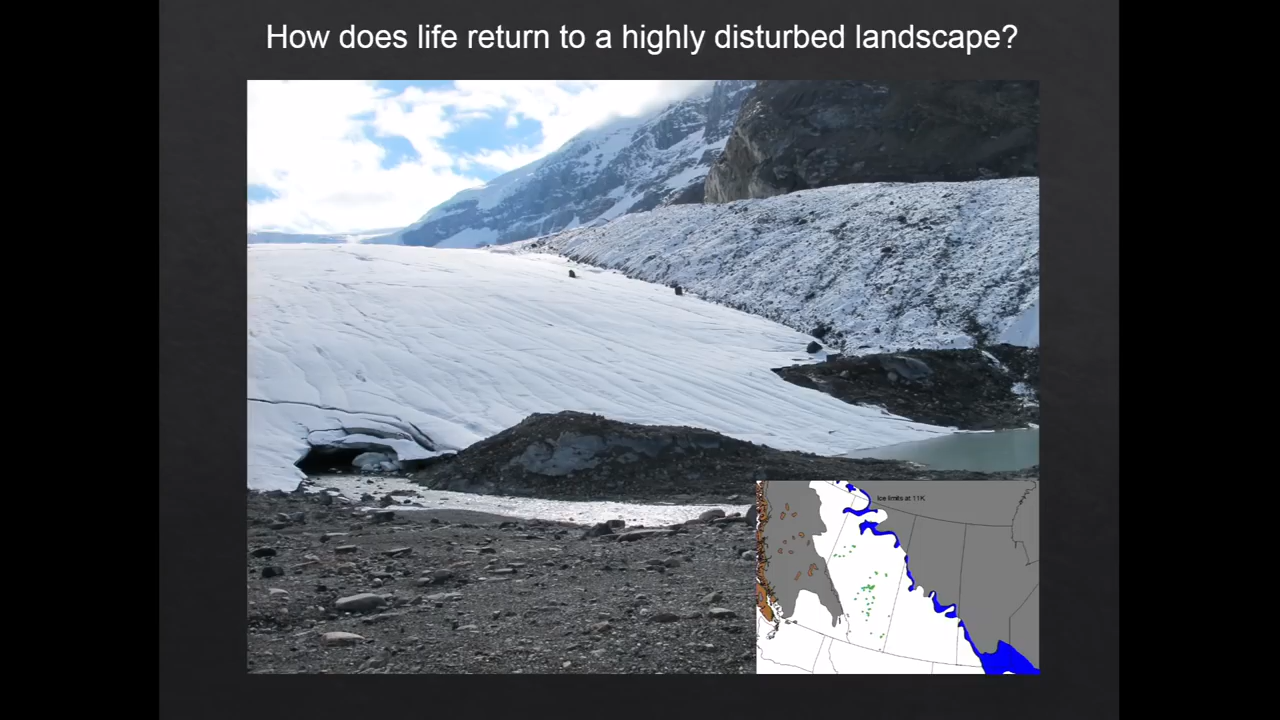 How does life return to a highly disturbed landscape?
Ice limits at 11K